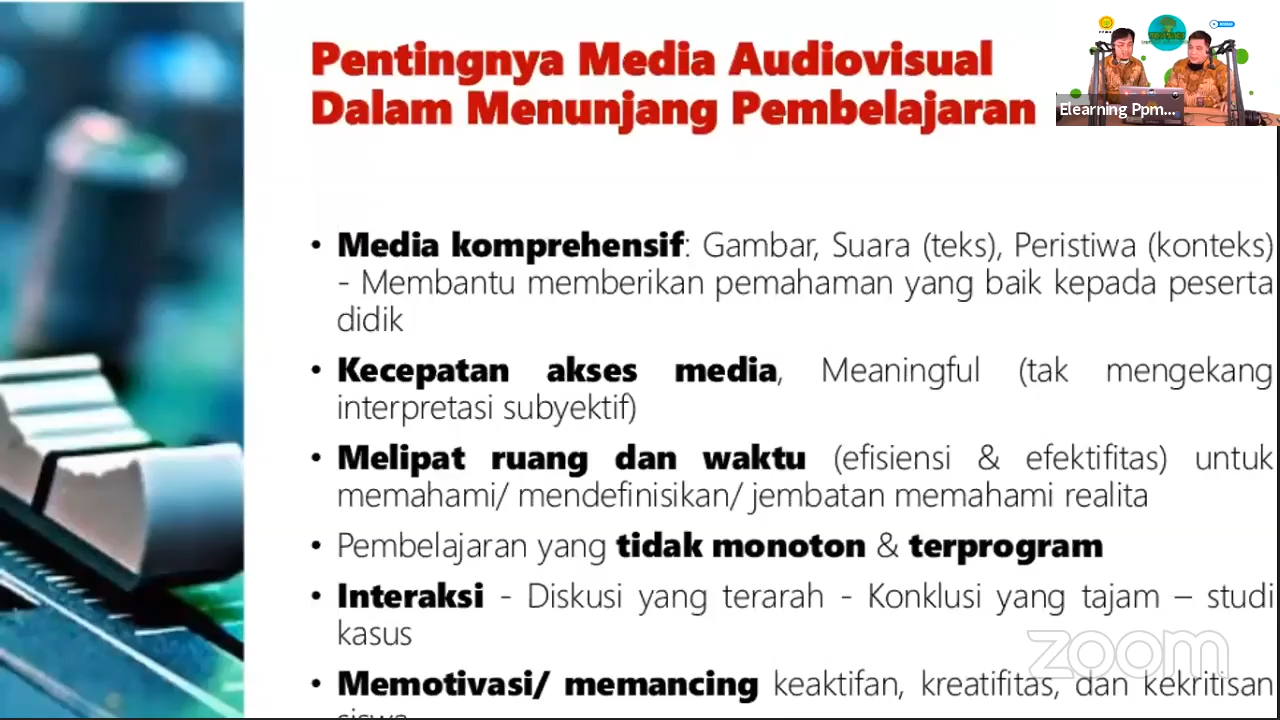 Pentingnya Media Audiovisual
Dalam Menunjang Pembelajaran
Elearning Ppm...
• Media komprehensif: Gambar, Suara (teks), Peristiwa (konteks)
- Membantu memberikan pemahaman yang baik kepada peserta
didik
• Kecepatan akses media, Meaningful (tak mengekang
interpretasi subyektif)
• Melipat ruang dan waktu (efisiensi & efektifitas) untuk
memahami/ mendefinisikan/ jembatan memahami realita
• Pembelajaran yang tidak monoton & terprogram
• Interaksi - Diskusi yang terarah - Konklusi yang tajam – studi
kasus
zoom
• Memotivasi/ memancing keaktifan, kreatifitas, dan kekritisan